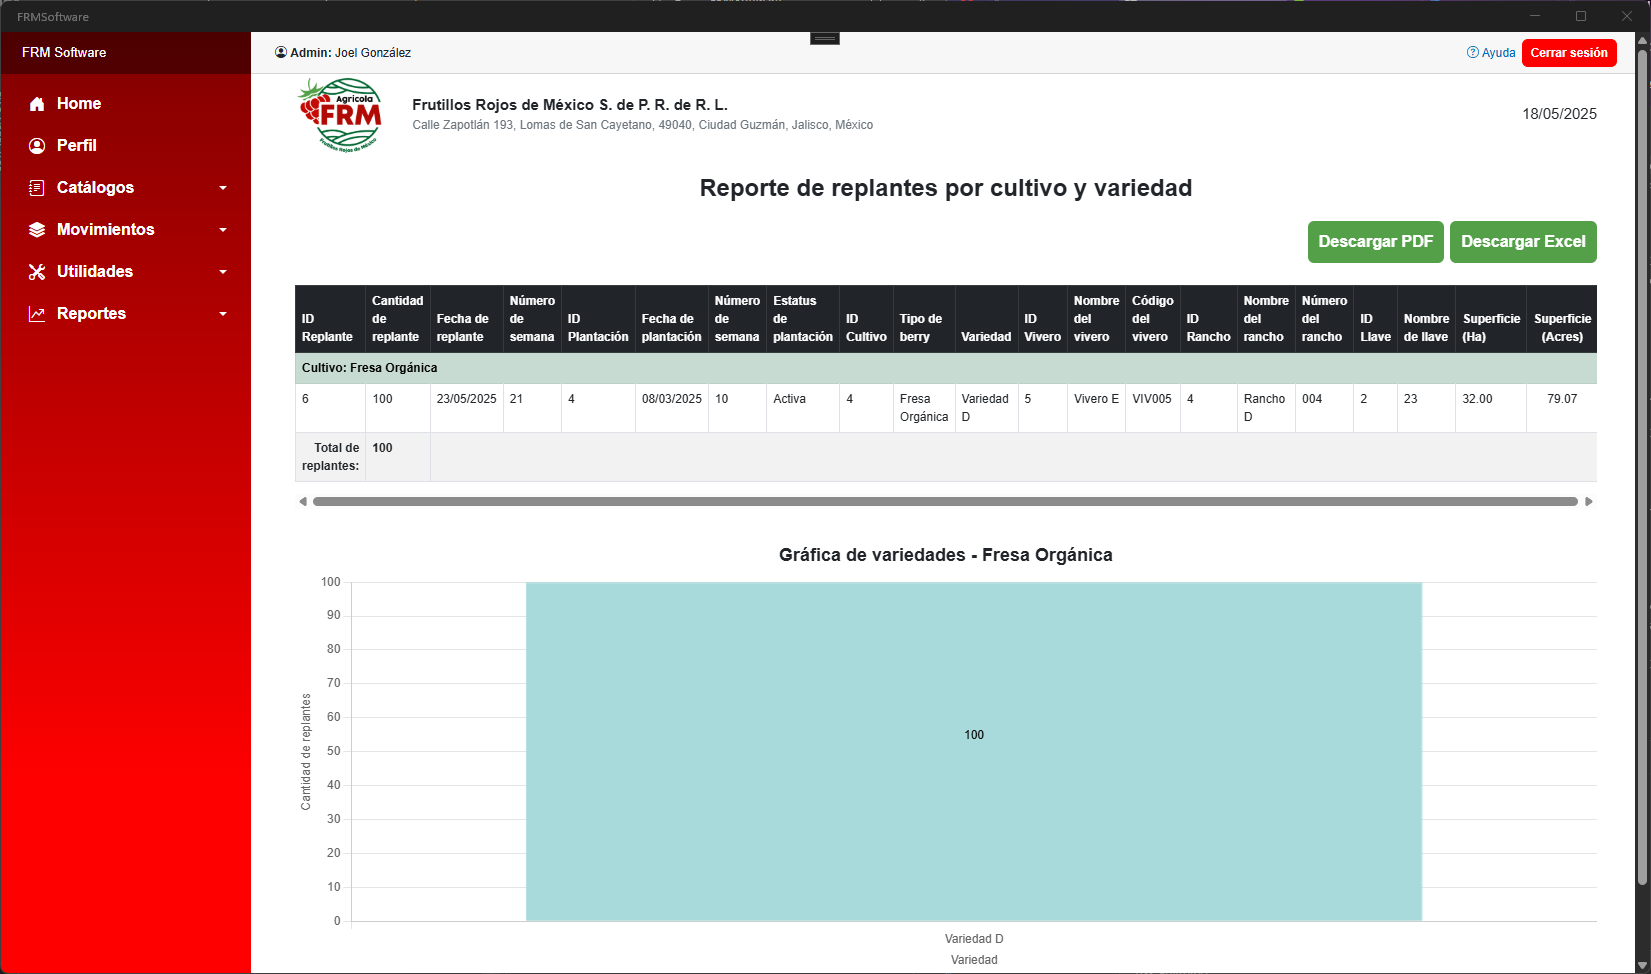 FRMSoftware
FRM Software
Admin: Joel González
Ayuda
Cerrar sesión
Home
Perfil
Catálogos
Movimientos
Utilidades
Reportes
Agrícola
FRM
Frutillos Rojos de México
Frutillos Rojos de México S. de P. R. de R. L.
Calle Zapotlán 193, Lomas de San Cayetano, 49040, Ciudad Guzmán, Jalisco, México
18/05/2025
Reporte de replantes por cultivo y variedad
Descargar PDF
Descargar Excel
ID Replante
Cantidad de replante
Fecha de replante
Número de semana
ID Plantación
Fecha de plantación
Número de semana
Estatus de plantación
ID Cultivo
Tipo de berry
Variedad
ID Vivero
Nombre del vivero
Código del vivero
ID Rancho
Nombre del rancho
Número del rancho
ID Llave
Nombre de llave
Superficie (Ha)
Superficie (Acres)
Cultivo: Fresa Orgánica
6
100
23/05/2025
21
4
08/03/2025
10
Activa
4
Fresa Orgánica
Variedad D
5
Vivero E
VIV005
4
Rancho D
004
2
23
32.00
79.07
Total de replantes:
100
Gráfica de variedades - Fresa Orgánica
100
90
80
70
60
50
40
30
20
10
0
Cantidad de replantes
100
Variedad D
Variedad